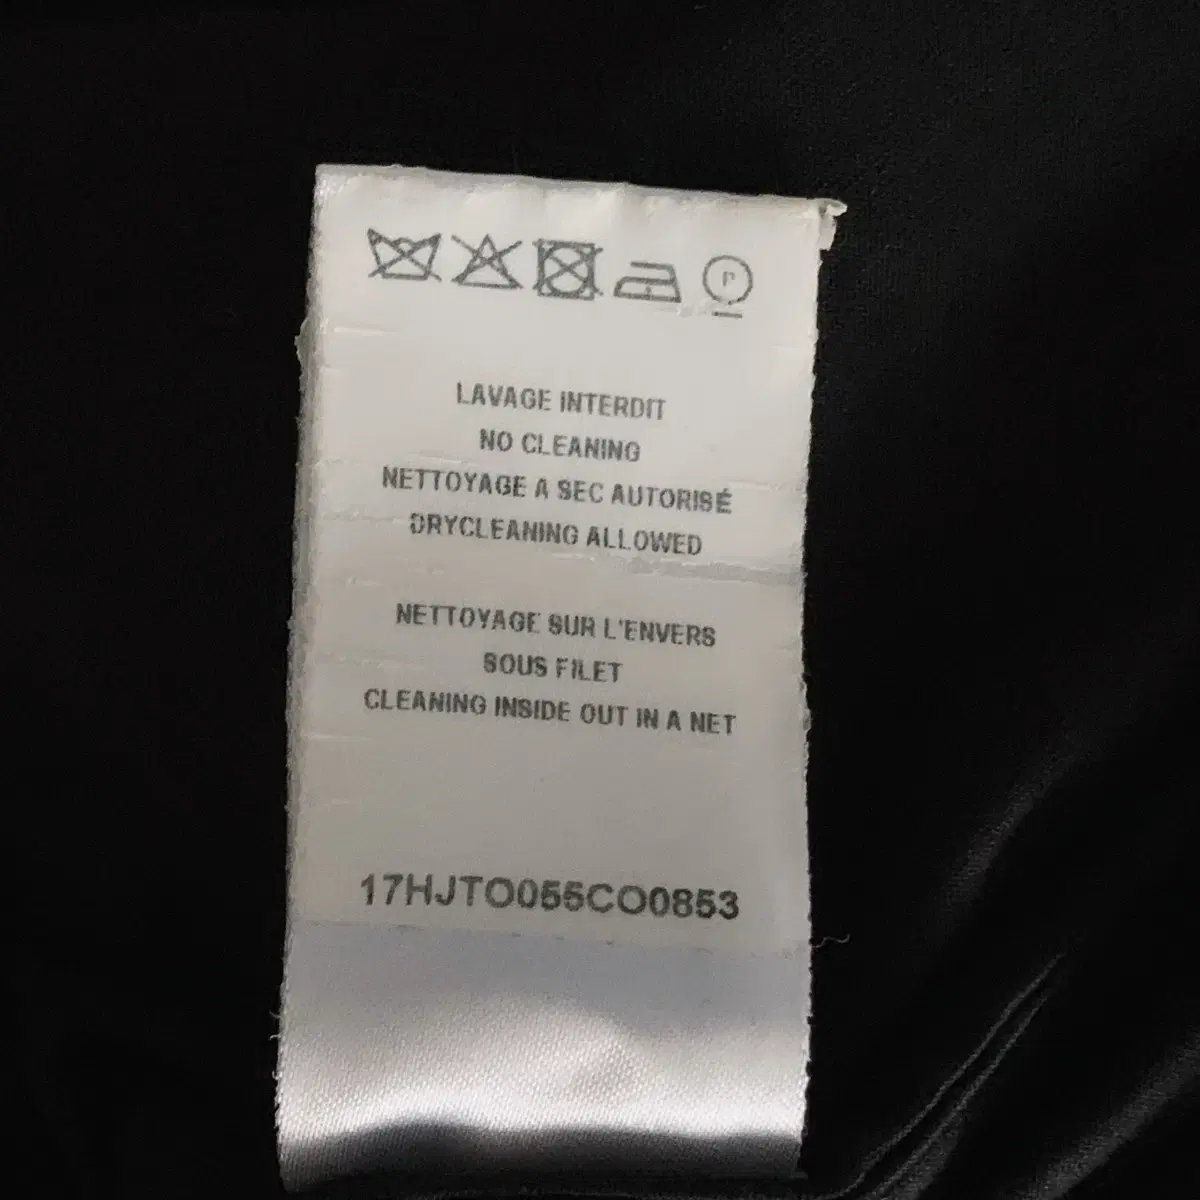 P
LAVAGE INTERDIT
NO CLEANING
NETTOYAGE A SEC AUTORISÉ
DRYCLEANING ALLOWED
NETTOYAGE SUR L'ENVERS
SOUS FILET
CLEANING INSIDE OUT IN A NET
17HJTO055CO0853